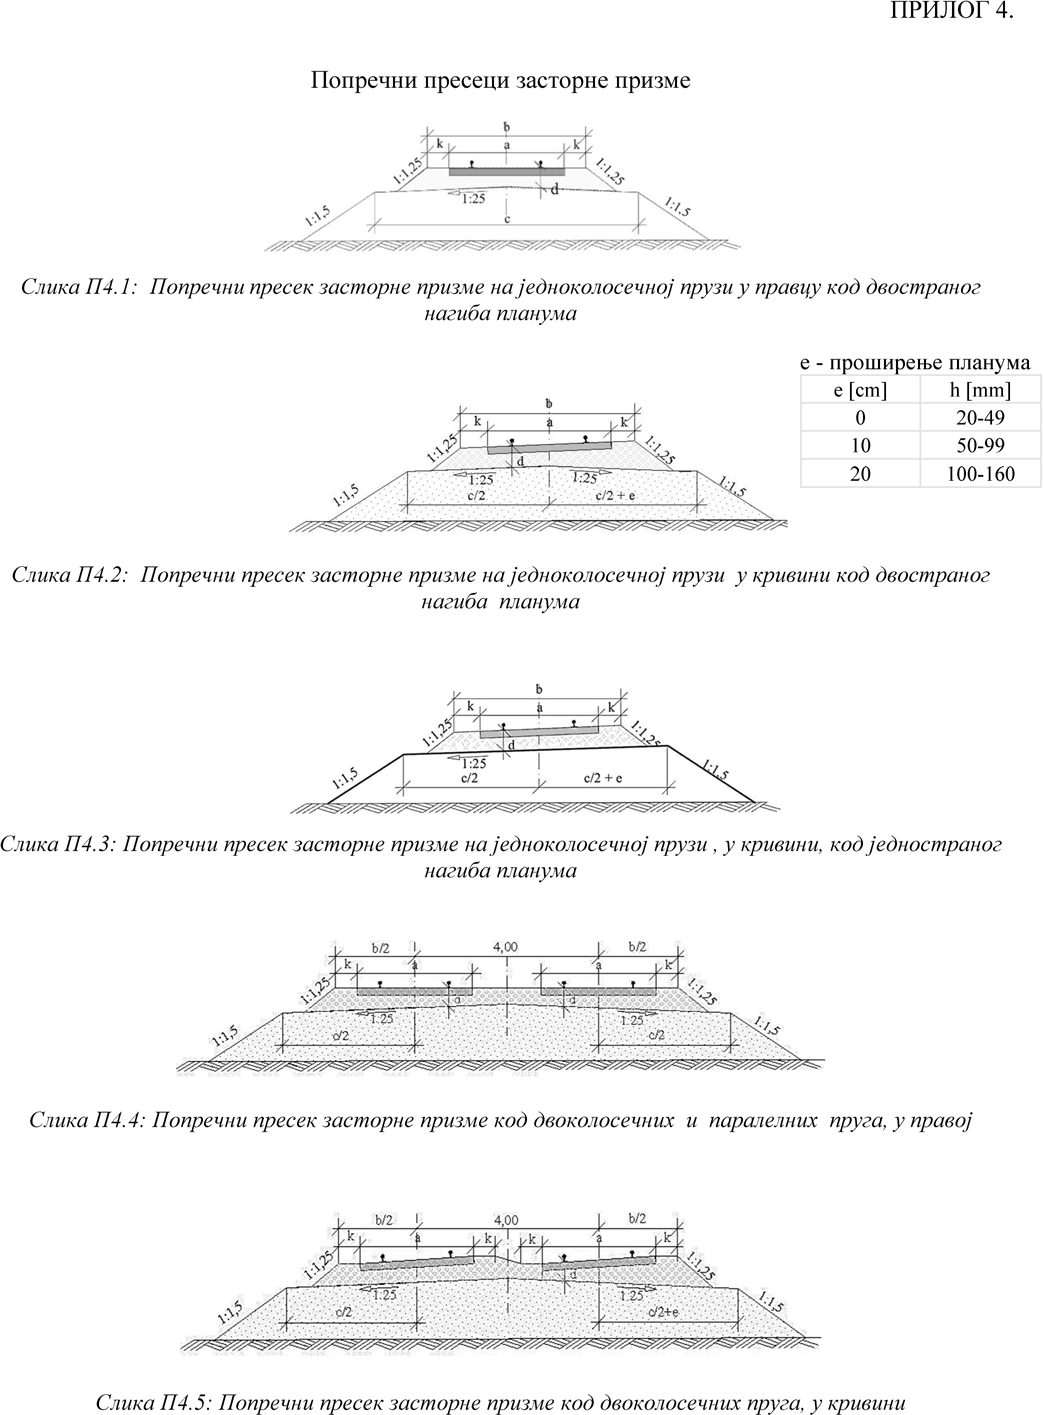 ПРИЛОГ 4.
Попречни пресеци засторне призме
b
k a k
1:1,25 1:1,25
d
1:25
1:1,5 1:1,5
c
Слика П4.1: Попречни пресек засторне призме на једноколосечној прузи у правцу код двостраног
нагиба планума
e - проширење планума
e [cm] h [mm]
0 20-49
10 50-99
20 100-160
b
k a k
1:1,25 1:1,25
d
1:25 1:25
1:1,5 1:1,5
c/2 c/2 + e
Слика П4.2: Попречни пресек засторне призме на једноколосечној прузи у кривини код двостраног
нагиба планума
b
k a k
1:1,25 1:1,25
d
1:25
1:1,5 1:1,5
c/2 c/2 + e
Слика П4.3: Попречни пресек засторне призме на једноколосечној прузи , у кривини, код једностраног
нагиба планума
b/2 4,00 b/2
k a a k
1:1,25 1:1,25
d d
1:25 1:25
1:1,5 1:1,5
c/2 c/2
Слика П4.4: Попречни пресек засторне призме код двоколосечних и паралелних пруга, у правој
b/2 4,00 b/2
k a k k a k
1:1,25 1:1,25
d
1:25 1:25
1:1,5 1:1,5
c/2 c/2+e
Слика П4.5: Попречни пресек засторне призме код двоколосечних пруга, у кривини